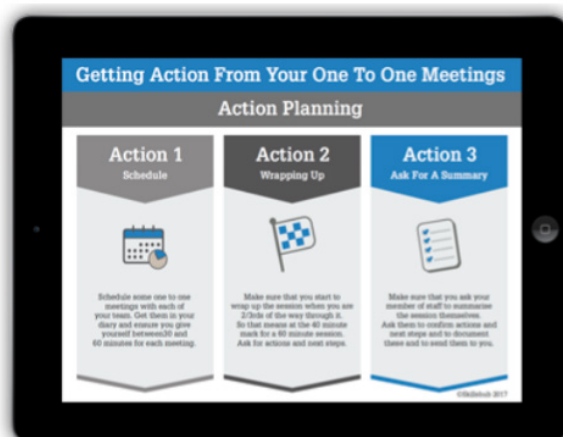 Getting Action From Your One To One Meetings
Action Planning
Action 1
Schedule
Schedule some one to one
meetings with each of
your team. Get them in your
diary and ensure you give
yourself between30 and
60 minutes for each meeting.
Action 2
Wrapping Up
Make sure that you start to
wrap up the session when you are
2/3rds of the way through it.
So that means at the 40 minute
mark for a 60 minute session.
Ask for actions and next steps.
Action 3
Ask For A Summary
Make sure that you ask your
member of staff to summarise
the session themselves.
Ask them to confirm actions and
next steps and to document
these and to send them to you.
©Skillshub 2017